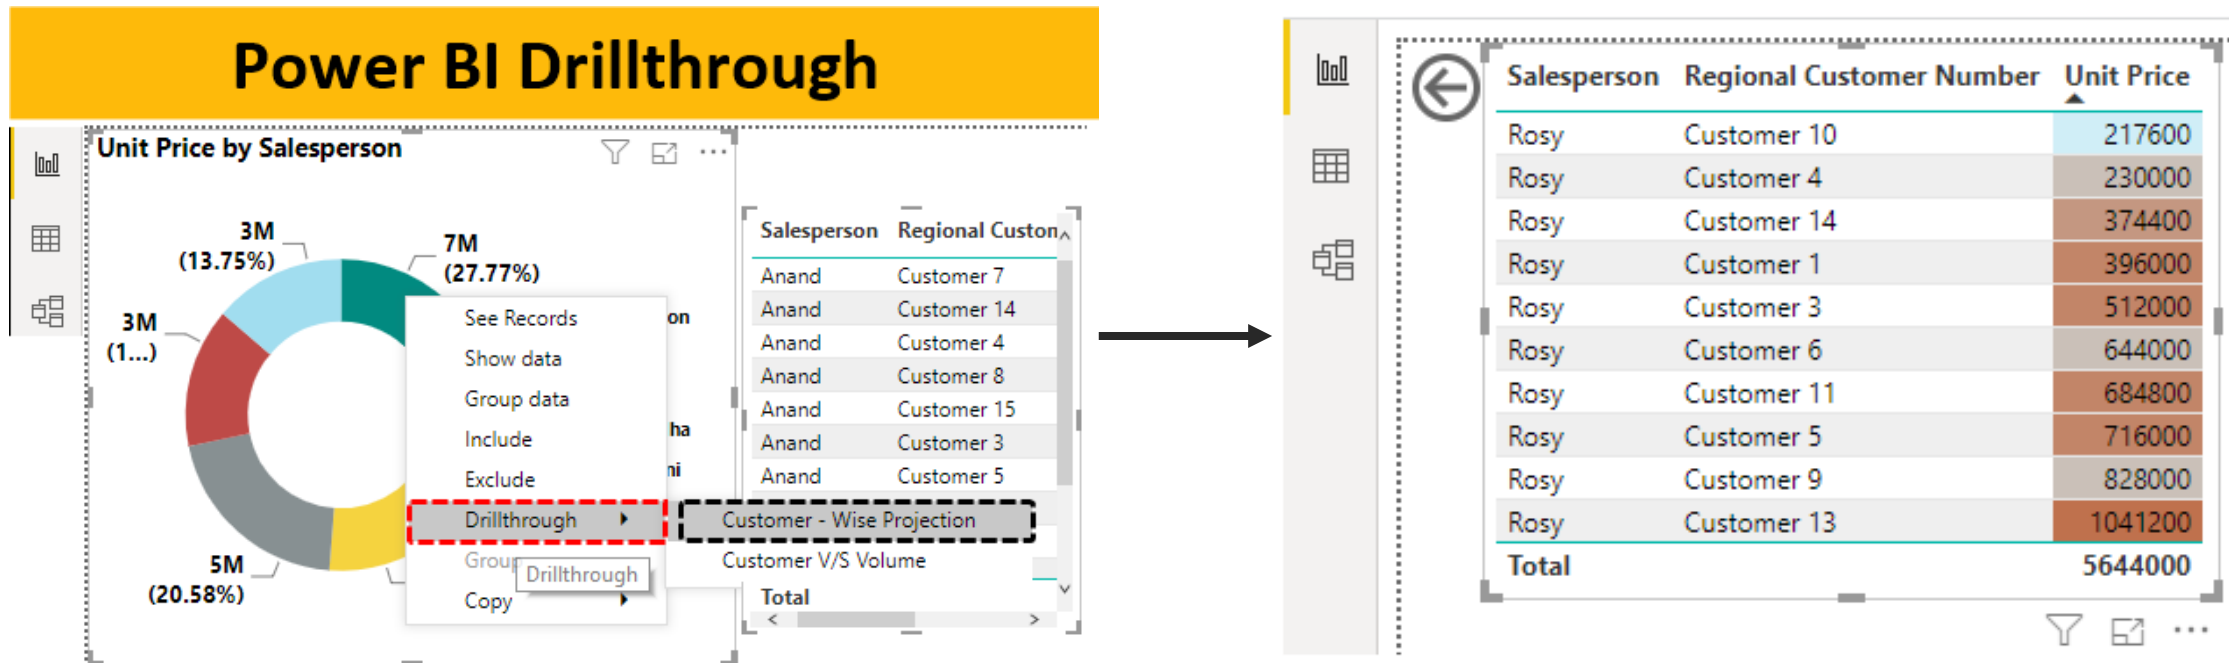 Power BI Drillthrough
Unit Price by Salesperson
3M
(13.75%)
7M
(27.77%)
3M
(1...)
5M
(20.58%)
on
ha
ni
See Records
Show data
Group data
Include
Exclude
Drillthrough
Group
Copy
Drillthrough
Customer - Wise Projection
Customer V/S Volume
Salesperson Regional Custom
Anand Customer 7
Anand Customer 14
Anand Customer 4
Anand Customer 8
Anand Customer 15
Anand Customer 3
Anand Customer 5
Total
Salesperson Regional Customer Number Unit Price
Rosy Customer 10 217600
Rosy Customer 4 230000
Rosy Customer 14 374400
Rosy Customer 1 396000
Rosy Customer 3 512000
Rosy Customer 6 644000
Rosy Customer 11 684800
Rosy Customer 5 716000
Rosy Customer 9 828000
Rosy Customer 13 1041200
Total 5644000